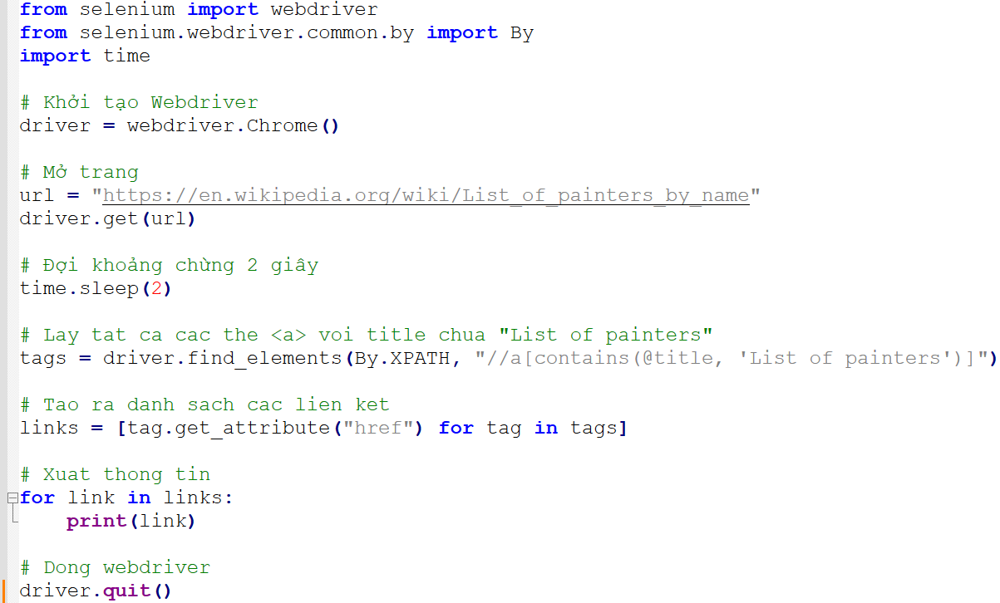 from selenium import webdriver
from selenium.webdriver.common.by import By
import time
# Khởi tạo Webdriver
driver = webdriver.Chrome()
# Mở trang
url = "https://en.wikipedia.org/wiki/List_of_painters_by_name"
driver.get(url)
# Đợi khoảng chừng 2 giây
time.sleep(2)
# Lay tat ca cac the <a> voi title chua "List of painters"
tags = driver.find_elements(By.XPATH, "//a[contains(@title, 'List of painters')]")
# Tao ra danh sach cac lien ket
links = [tag.get_attribute("href") for tag in tags]
# Xuat thong tin
for link in links:
    print(link)
# Dong webdriver
driver.quit()